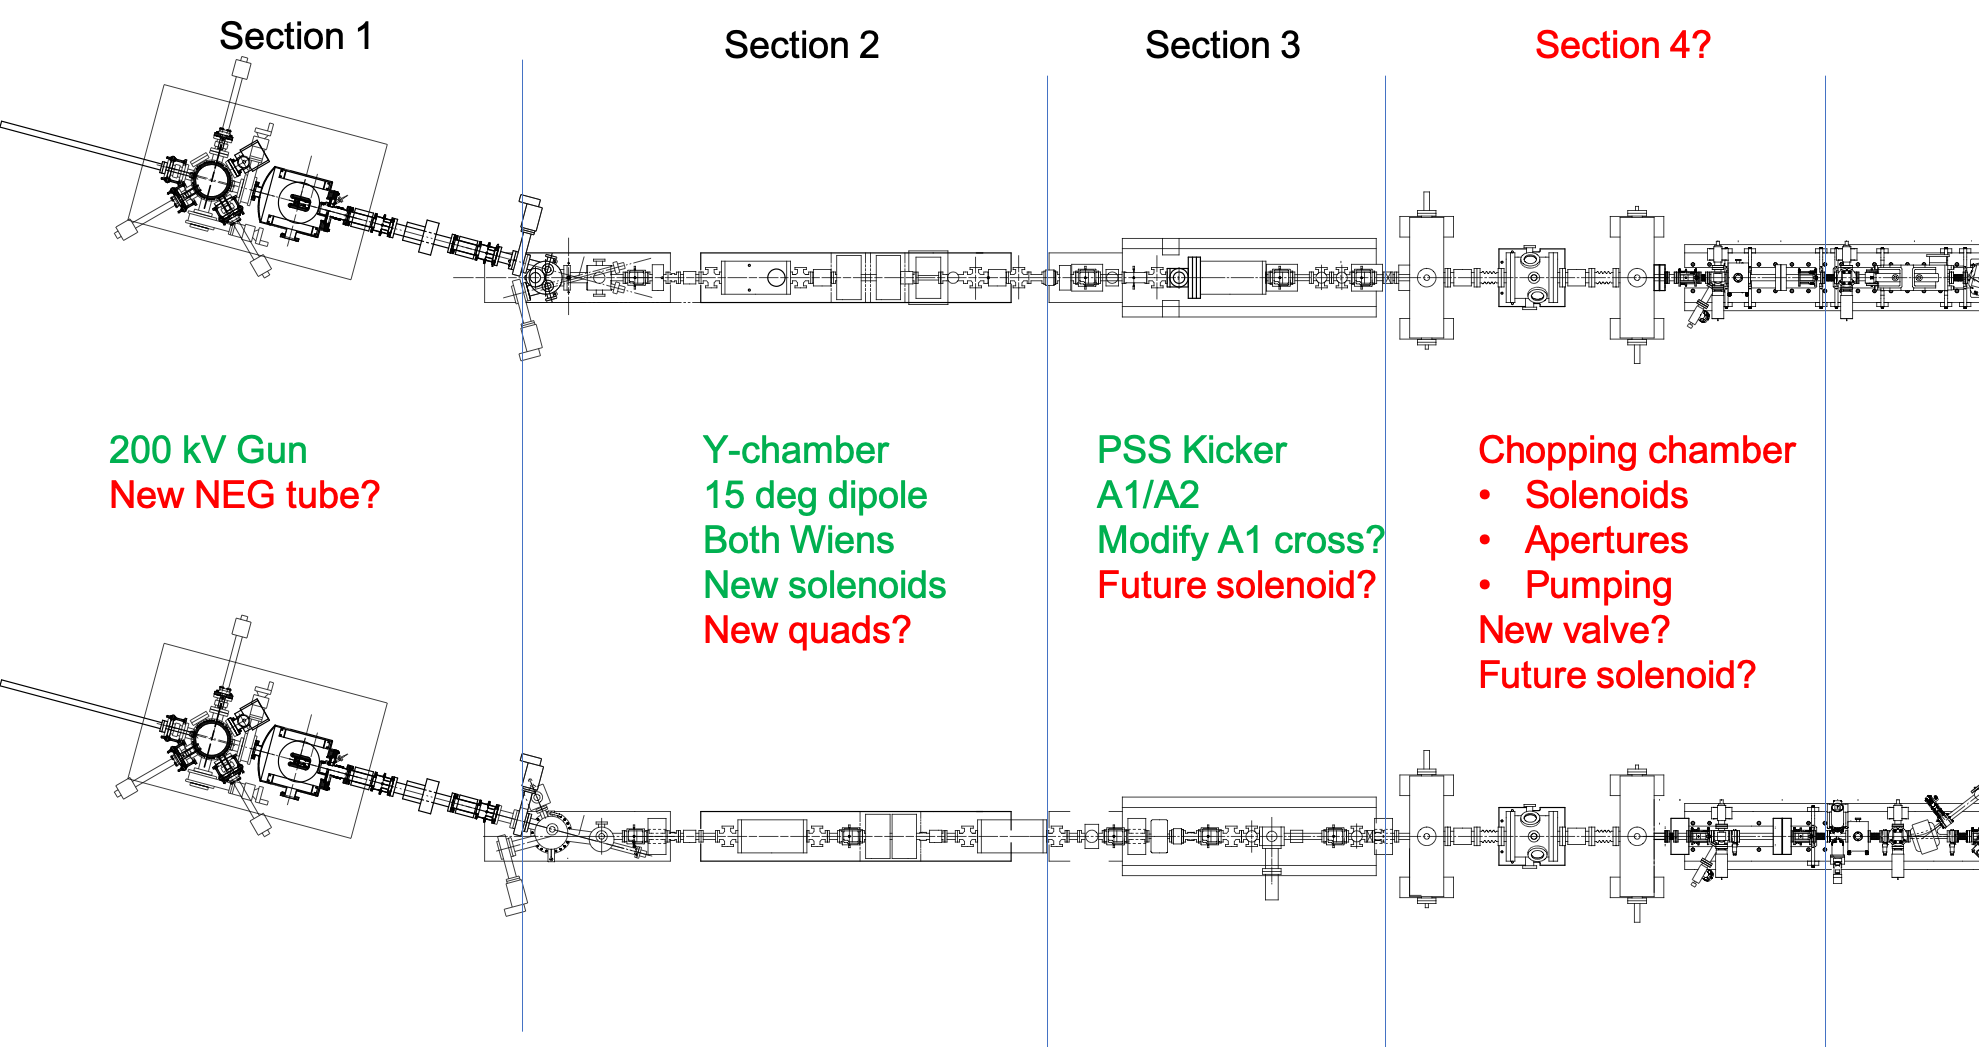 Section 1
Section 2
Section 3
Section 4?
200 kV Gun
New NEG tube?
Y-chamber
15 deg dipole
Both Wiens
New solenoids
New quads?
PSS Kicker
A1/A2
Modify A1 cross?
Future solenoid?
Chopping chamber
• Solenoids
• Apertures
• Pumping
New valve?
Future solenoid?